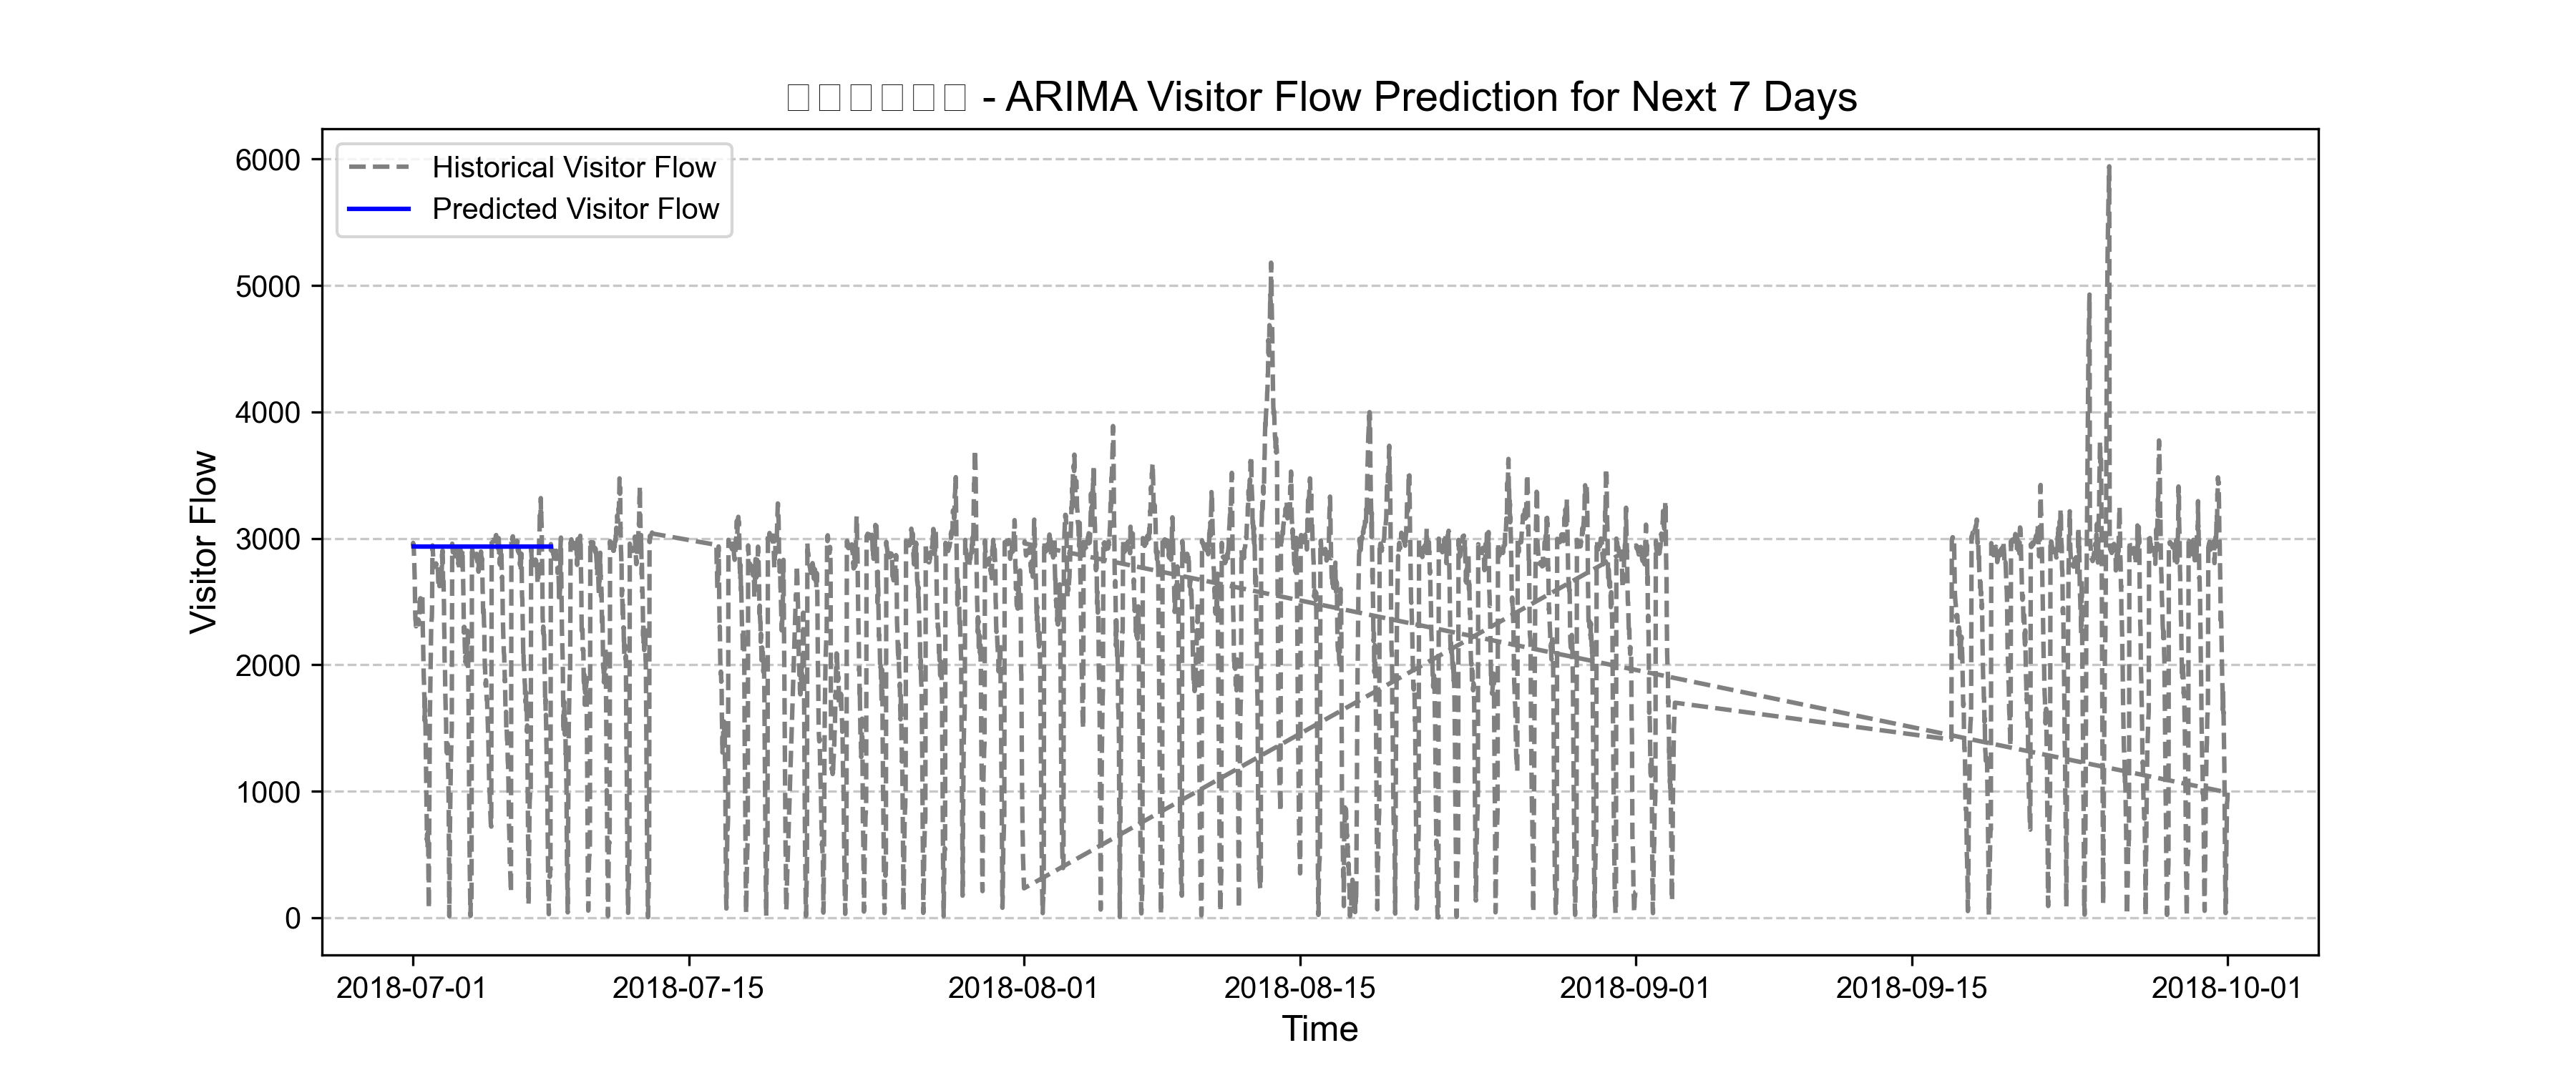 - ARIMA Visitor Flow Prediction for Next 7 Days
Historical Visitor Flow
Predicted Visitor Flow
Visitor Flow
6000
5000
4000
3000
2000
1000
0
2018-07-01 2018-07-15 2018-08-01 2018-08-15 2018-09-01 2018-09-15 2018-10-01
Time